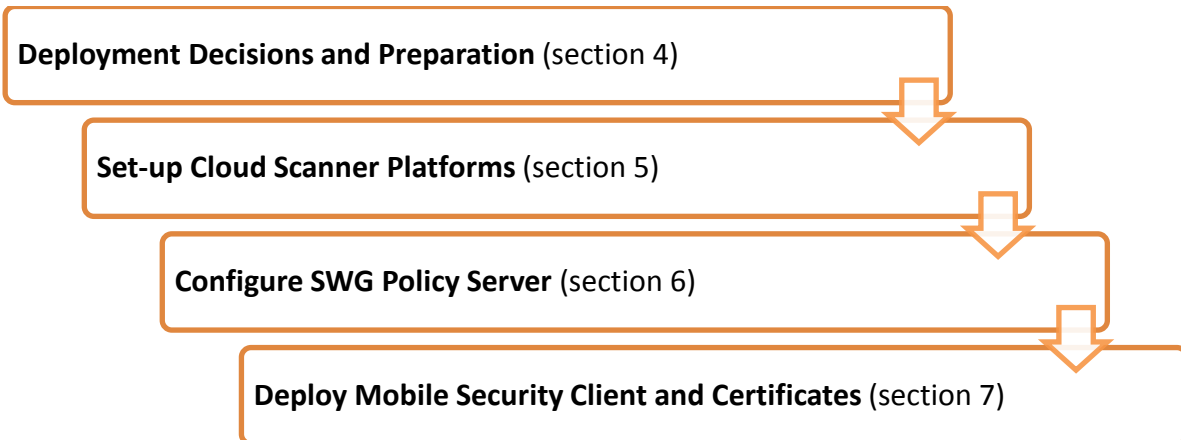 Deployment Decisions and Preparation (section 4)
Set-up Cloud Scanner Platforms (section 5)
Configure SWG Policy Server (section 6)
Deploy Mobile Security Client and Certificates (section 7)